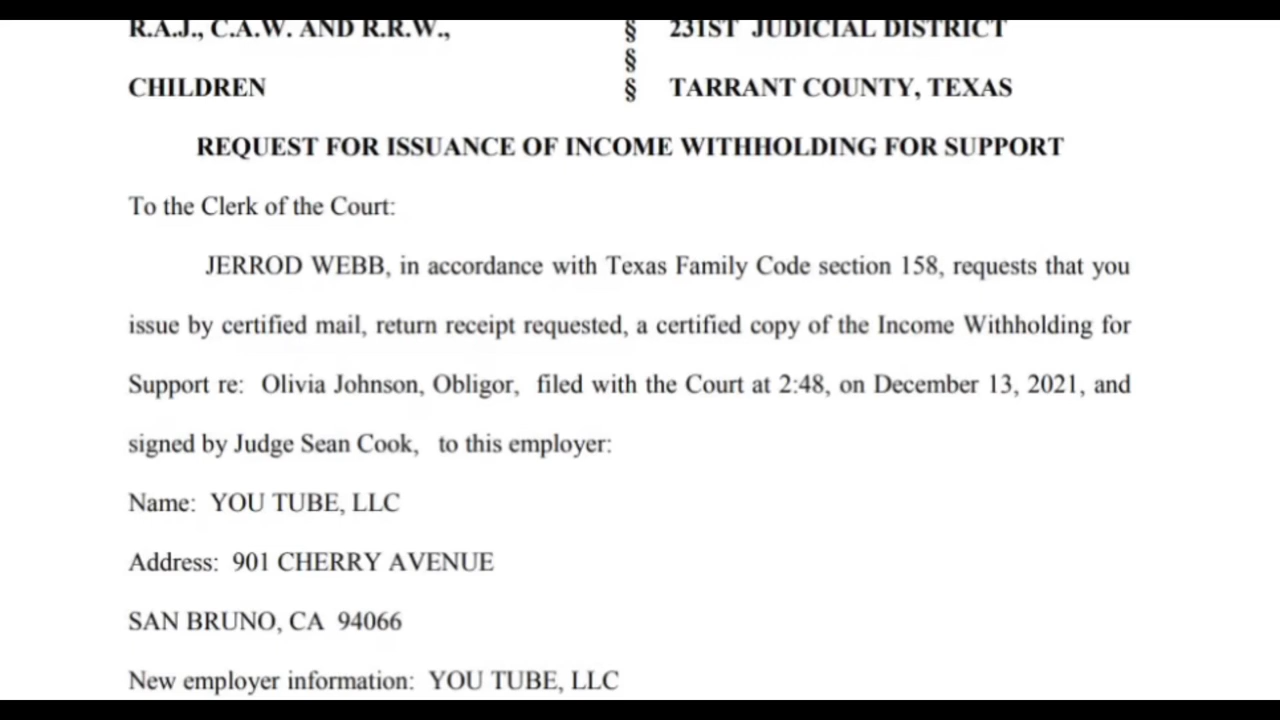 R.A.J., C.A.W. AND R.R.W., § 231ST JUDICIAL DISTRICT
§
CHILDREN § TARRANT COUNTY, TEXAS
REQUEST FOR ISSUANCE OF INCOME WITHHOLDING FOR SUPPORT
To the Clerk of the Court:
JERROD WEBB, in accordance with Texas Family Code section 158, requests that you
issue by certified mail, return receipt requested, a certified copy of the Income Withholding for
Support re: Olivia Johnson, Obligor, filed with the Court at 2:48, on December 13, 2021, and
signed by Judge Sean Cook, to this employer:
Name: YOU TUBE, LLC
Address: 901 CHERRY AVENUE
SAN BRUNO, CA 94066
New employer information: YOU TUBE, LLC